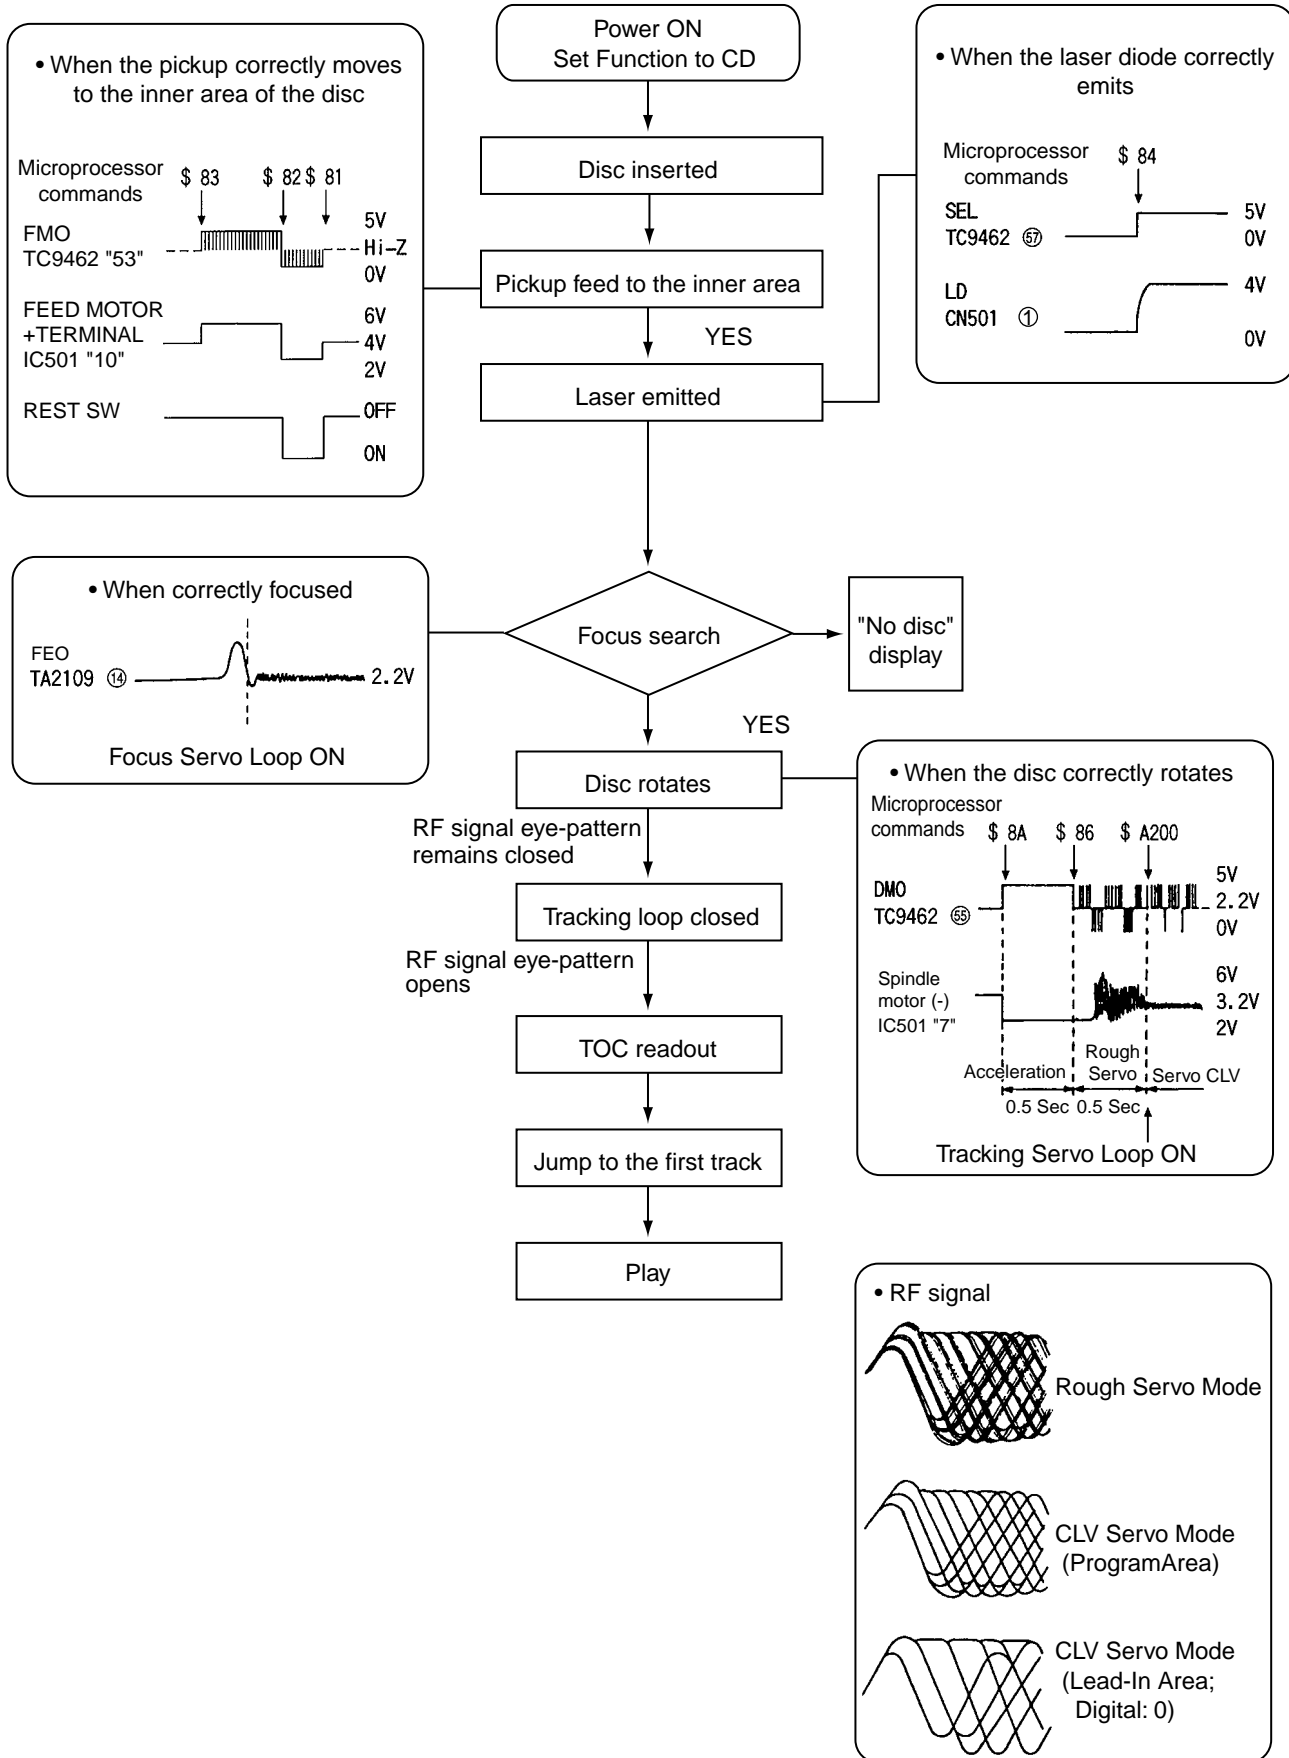 Power ON
Set Function to CD
• When the pickup correctly moves
to the inner area of the disc
Microprocessor
commands
$ 83
$ 82
$ 81
FMO
TC9462 "53"
5V
Hi-Z
0V
FEED MOTOR
+TERMINAL
IC501 "10"
6V
4V
2V
REST SW
OFF
ON
• When the laser diode correctly
emits
Microprocessor
commands
$ 84
SEL
TC9462 57
5V
0V
LD
CN501 1
4V
0V
Disc inserted
Pickup feed to the inner area
YES
Laser emitted
• When correctly focused
FEO
TA2109 14
2.2V
Focus Servo Loop ON
Focus search
"No disc"
display
YES
Disc rotates
RF signal eye-pattern
remains closed
Tracking loop closed
RF signal eye-pattern
opens
TOC readout
Jump to the first track
Play
• When the disc correctly rotates
Microprocessor
commands
$ 8A
$ 86
$ A200
DMO
TC9462 55
5V
2.2V
0V
Spindle
motor (-)
IC501 "7"
6V
3.2V
2V
Acceleration
Rough
Servo
Servo CLV
0.5 Sec
0.5 Sec
Tracking Servo Loop ON
• RF signal
Rough Servo Mode
CLV Servo Mode
(ProgramArea)
CLV Servo Mode
(Lead-In Area;
Digital: 0)